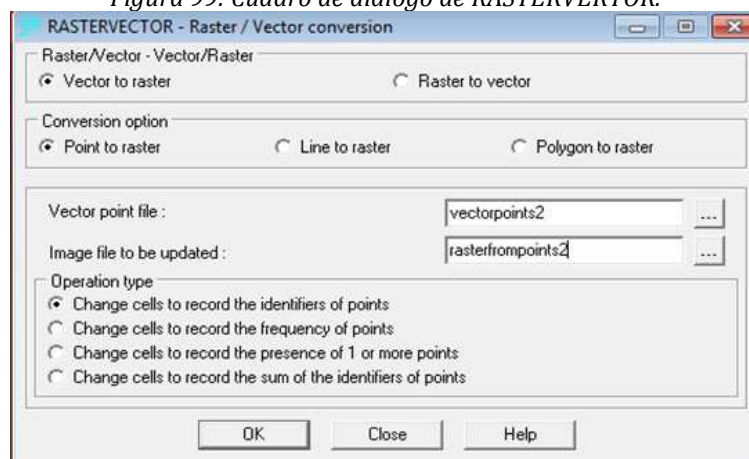 Figura 99. Cuadro de diálogo de RASTERVERTOR.
RASTERVECTOR - Raster / Vector conversion
Raster/Vector - Vector/Raster
Vector to raster Raster to vector
Conversion option
Point to raster Line to raster Polygon to raster
Vector point file : vectorpoints2 ...
Image file to be updated : rasterfrompoints2 ...
Operation type
Change cells to record the identifiers of points
Change cells to record the frequency of points
Change cells to record the presence of 1 or more points
Change cells to record the sum of the identifiers of points
OK Close Help